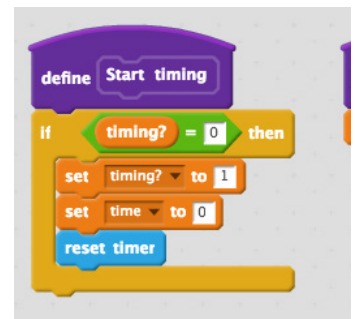 define Start timing
if timing? = 0 then
set timing? to 1
set time to 0
reset timer